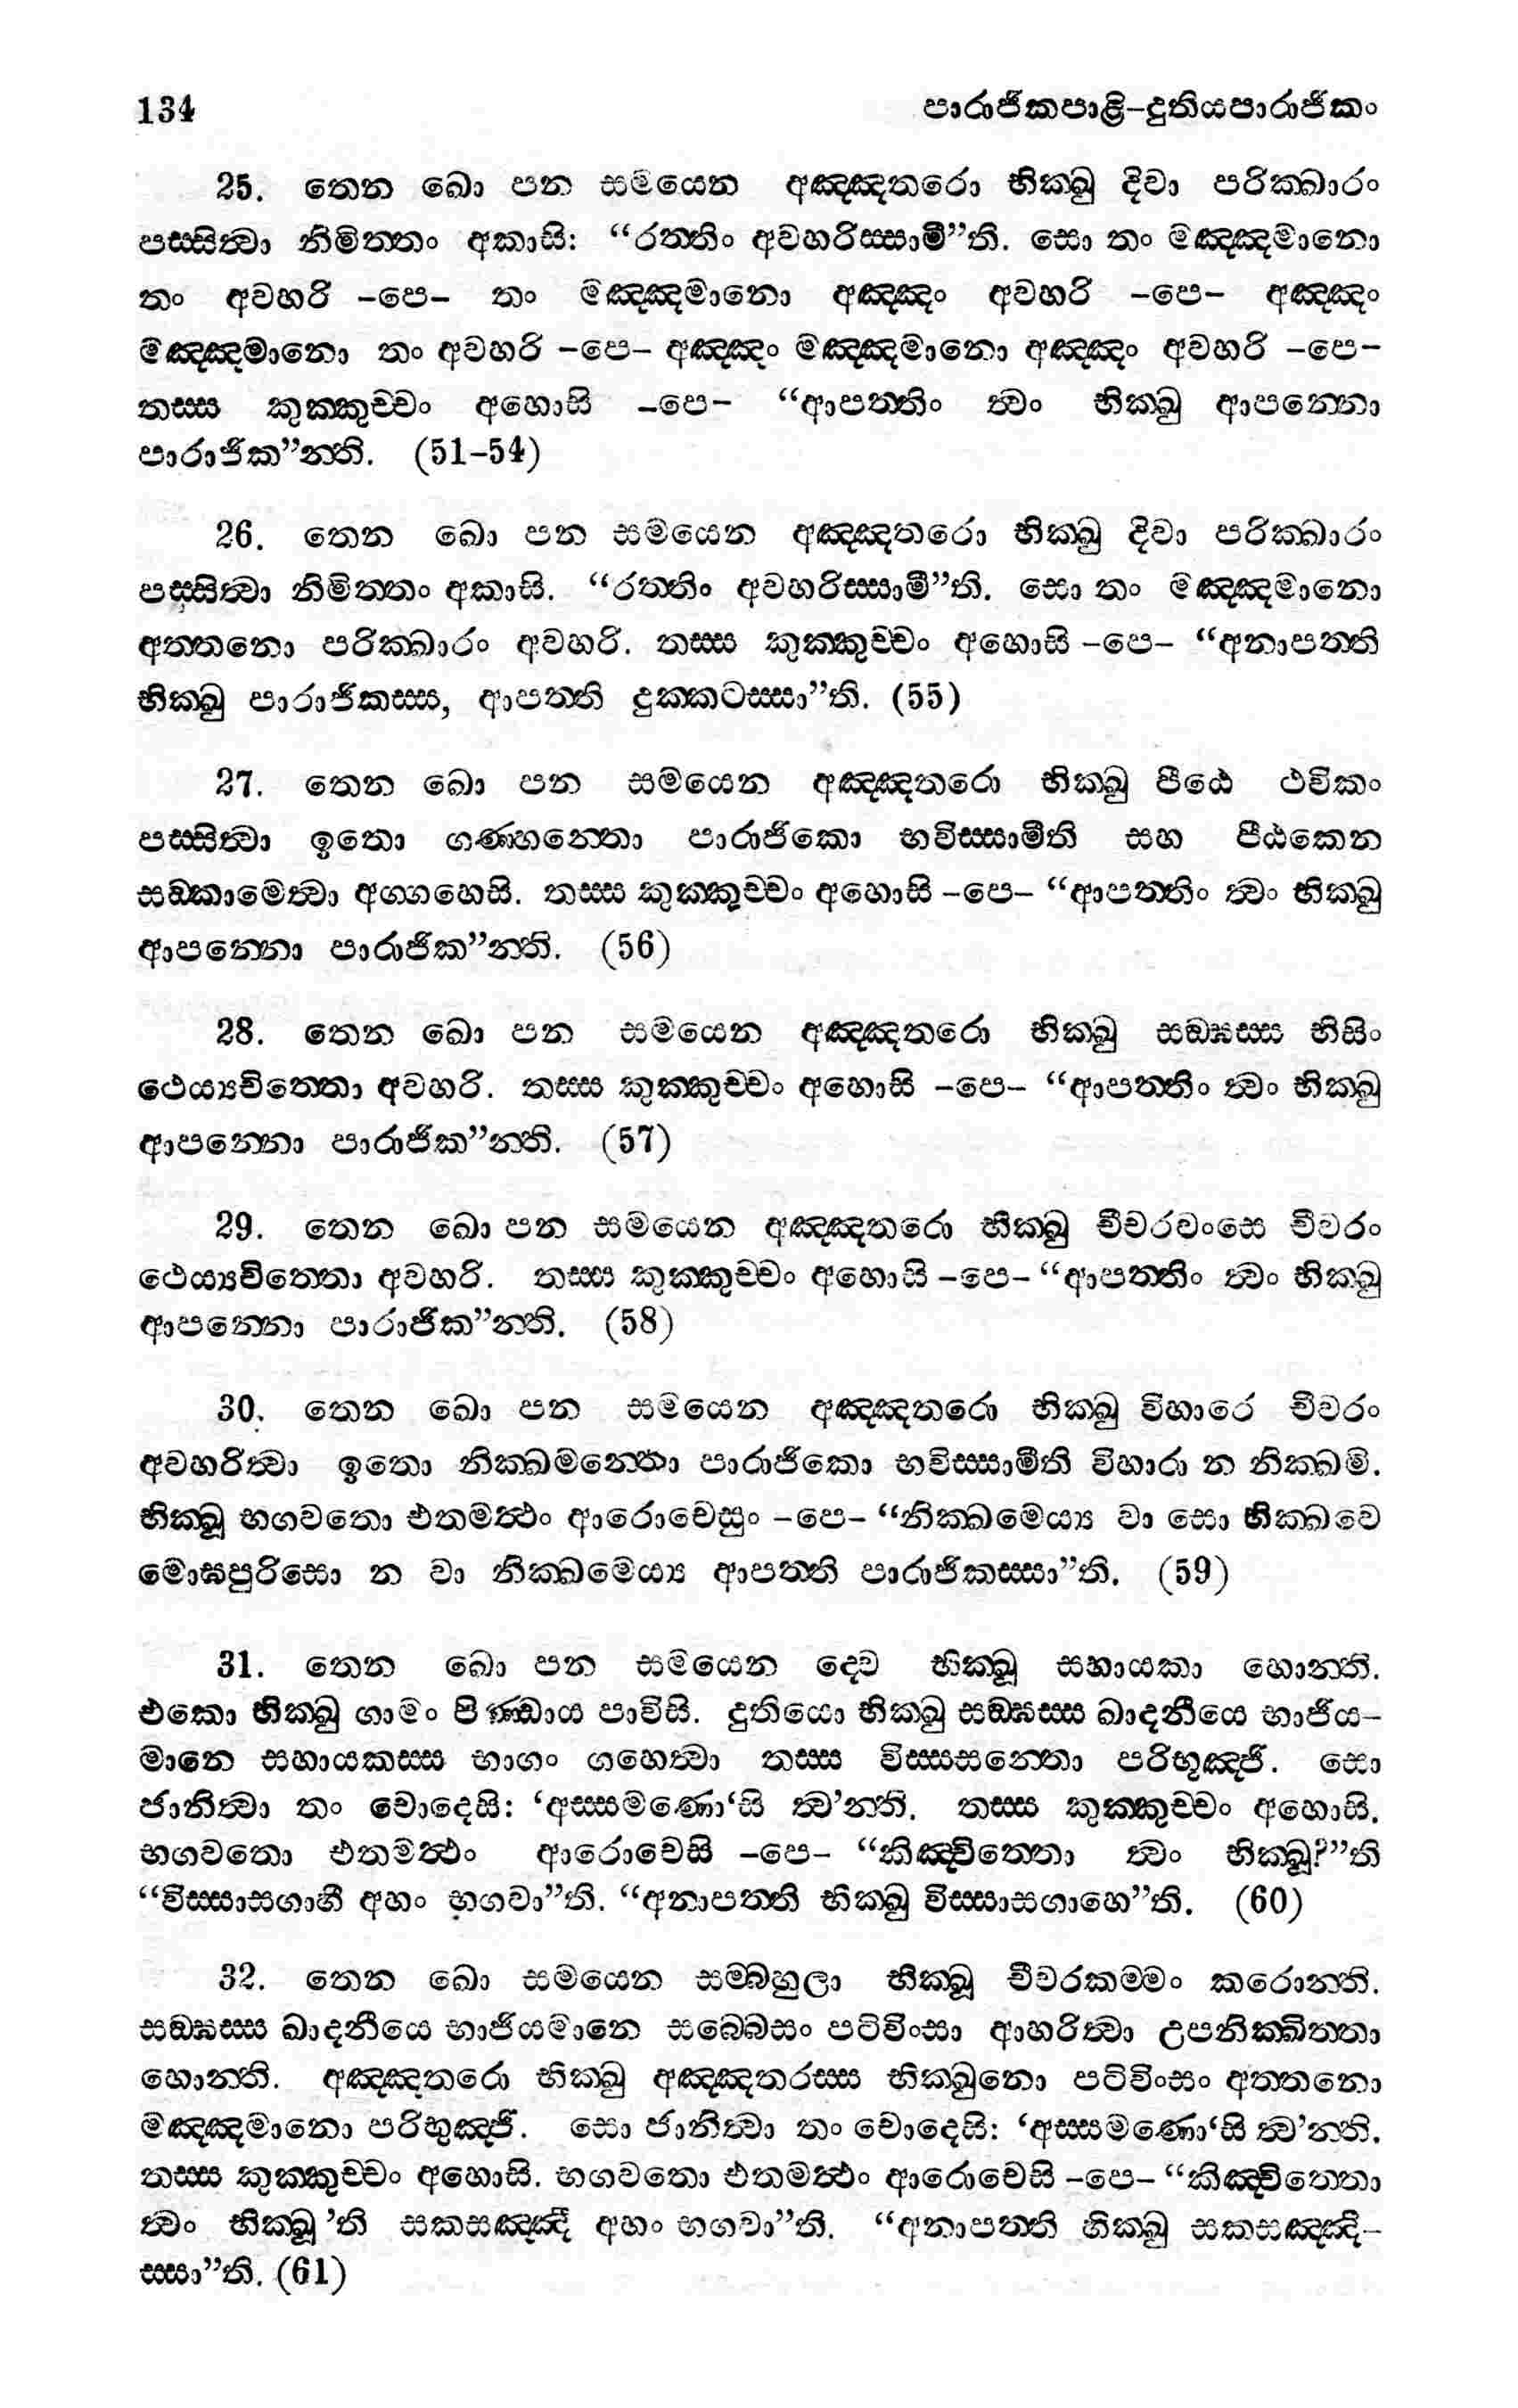 134 පාරාජිකපාළි-දුතියපාරාජිකං
25. තෙන ඛො පන සමයෙන අඤ්ඤතරො භික්ඛු දිවා පරික්ඛාරං
පස්සිත්වා නිමිත්තං අකාසි: “රත්තිං අවහරිස්සාමී”ති. සො තං මඤ්ඤමානො
තං අවහරි -පෙ- තං මඤ්ඤමානො අඤ්ඤං අවහරි -පෙ- අඤ්ඤං
මඤ්ඤමානො තං අවහරි -පෙ- අඤ්ඤං මඤ්ඤමානො අඤ්ඤං අවහරි -පෙ-
තස්ස කුක්කුච්චං අහොසි -පෙ- “ආපත්තිං ත්වං භික්ඛු ආපන්නො
පාරාජික”න්ති. (51-54)
26. තෙන ඛො පන සමයෙන අඤ්ඤතරො භික්ඛු දිවා පරික්ඛාරං
පස්සිත්වා නිමිත්තං අකාසි. “රත්තිං අවහරිස්සාමී”ති. සො තං මඤ්ඤමානො
අත්තනො පරික්ඛාරං අවහරි. තස්ස කුක්කුච්චං අහොසි -පෙ- “අනාපත්ති
භික්ඛු පාරාජිකස්ස, ආපත්ති දුක්කටස්සා”ති. (55)
27. තෙන ඛො පන සමයෙන අඤ්ඤතරො භික්ඛු පීඨෙ ථවිකං
පස්සිත්වා ඉතො ගණ්හන්තො පාරාජිකො භවිස්සාමීති සහ පීඨකෙන
සඞ්කාමෙත්වා අග්ගහෙසි. තස්ස කුක්කුච්චං අහොසි -පෙ- “ආපත්තිං ත්වං භික්ඛු
ආපන්නො පාරාජික”න්ති. (56)
28. තෙන ඛො පන සමයෙන අඤ්ඤතරො භික්ඛු සඞ්ඝස්ස භිසිං
ථෙය්‍යචිත්තො අවහරි. තස්ස කුක්කුච්චං අහොසි -පෙ- “ආපත්තිං ත්වං භික්ඛු
ආපන්නො පාරාජික”න්ති. (57)
29. තෙන ඛො පන සමයෙන අඤ්ඤතරො භික්ඛු චීවරවංසෙ චීවරං
ථෙය්‍යචිත්තො අවහරි. තස්ස කුක්කුච්චං අහොසි -පෙ- “ආපත්තිං ත්වං භික්ඛු
ආපන්නො පාරාජික”න්ති. (58)
30. තෙන ඛො පන සමයෙන අඤ්ඤතරො භික්ඛු විහාරෙ චීවරං
අවහරිත්වා ඉතො නික්ඛමන්තො පාරාජිකො භවිස්සාමීති විහාරා න නික්ඛමි.
භික්ඛූ භගවතො එතමත්ථං ආරොචෙසුං -පෙ- “නික්ඛමෙය්‍ය වා සො භික්ඛවෙ
මොඝපුරිසො න වා නික්ඛමෙය්‍ය ආපත්ති පාරාජිකස්සා”ති. (59)
31. තෙන ඛො පන සමයෙන ද්වෙ භික්ඛූ සහායකා හොන්ති.
එකො භික්ඛු ගාමං පිණ්ඩාය පාවිසි. දුතියො භික්ඛු සඞ්ඝස්ස ඛාදනීයෙ භාජිය-
මානෙ සහායකස්ස භාගං ගහෙත්වා තස්ස විස්සසන්තො පරිභුඤ්ජි. සො
ජානිත්වා තං චොදෙසි: ‘අස්සමණො‘සි ත්ව’න්ති. තස්ස කුක්කුච්චං අහොසි.
භගවතො එතමත්ථං ආරොචෙසි -පෙ- “කිඤ්චිත්තො ත්වං භික්ඛූ?”ති
“විස්සාසගාහී අහං භගවා”ති. “අනාපත්ති භික්ඛු විස්සාසගාහෙ”ති. (60)
32. තෙන ඛො සමයෙන සම්බහුලා භික්ඛූ චීවරකම්මං කරොන්ති.
සඞ්ඝස්ස ඛාදනීයෙ භාජියමානෙ සබ්බෙසං පටිවිංසා ආහරිත්වා උපනික්ඛිත්තා
හොන්ති. අඤ්ඤතරො භික්ඛු අඤ්ඤතරස්ස භික්ඛුනො පටිවිංසං අත්තනො
මඤ්ඤමානො පරිභුඤ්ජි. සො ජානිත්වා තං චොදෙසි: ‘අස්සමණො‘සි ත්ව’න්ති.
තස්ස කුක්කුච්චං අහොසි. භගවතො එතමත්ථං ආරොචෙසි -පෙ- “කිඤ්චිත්තො
ත්වං භික්ඛූ’ති සකසඤ්ඤී අහං භගවා”ති. “අනාපත්ති භික්ඛු සකසඤ්ඤි-
ස්සා”ති. (61)